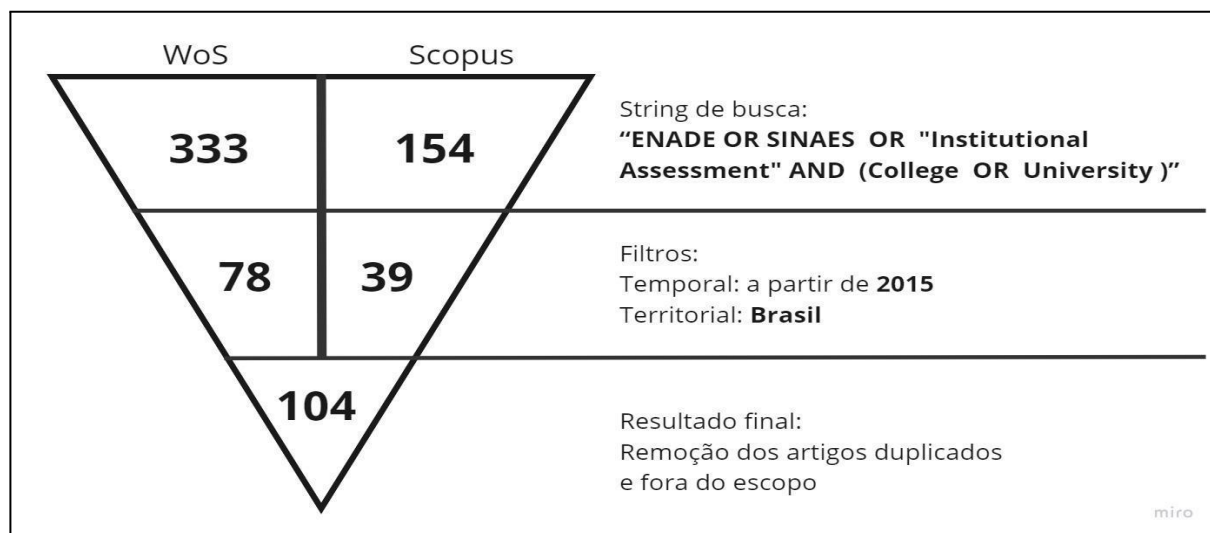 WoS
Scopus
333
154
String de busca:
“ENADE OR SINAES OR "Institutional
Assessment" AND (College OR University )”
78
39
Filtros:
Temporal: a partir de 2015
Territorial: Brasil
104
Resultado final:
Remoção dos artigos duplicados
e fora do escopo
miro